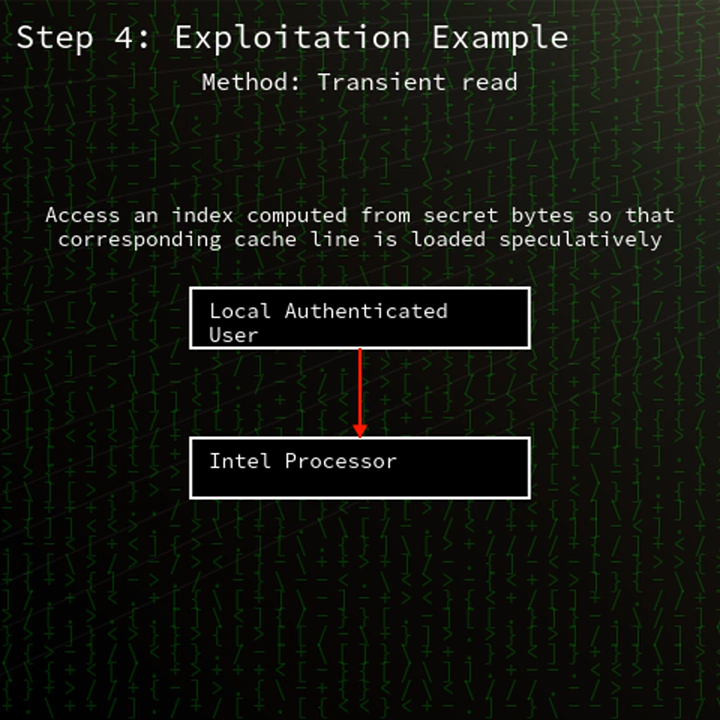 Step 4: Exploitation Example
Method: Transient read
Access an index computed from secret bytes so that
corresponding cache line is loaded speculatively
Local Authenticated
User
Intel Processor